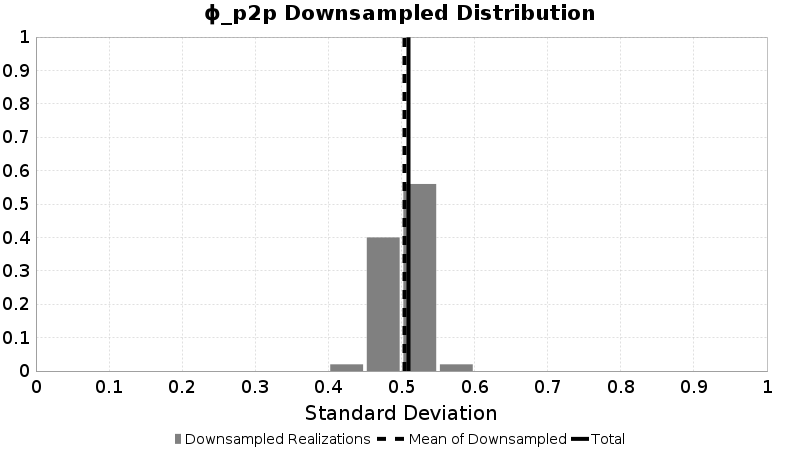 ϕ_p2p Downsampled Distribution
1
0.9
0.8
0.7
0.6
0.5
0.4
0.3
0.2
0.1
0
0 0.1 0.2 0.3 0.4 0.5 0.6 0.7 0.8 0.9 1
Standard Deviation
Downsampled Realizations Mean of Downsampled Total